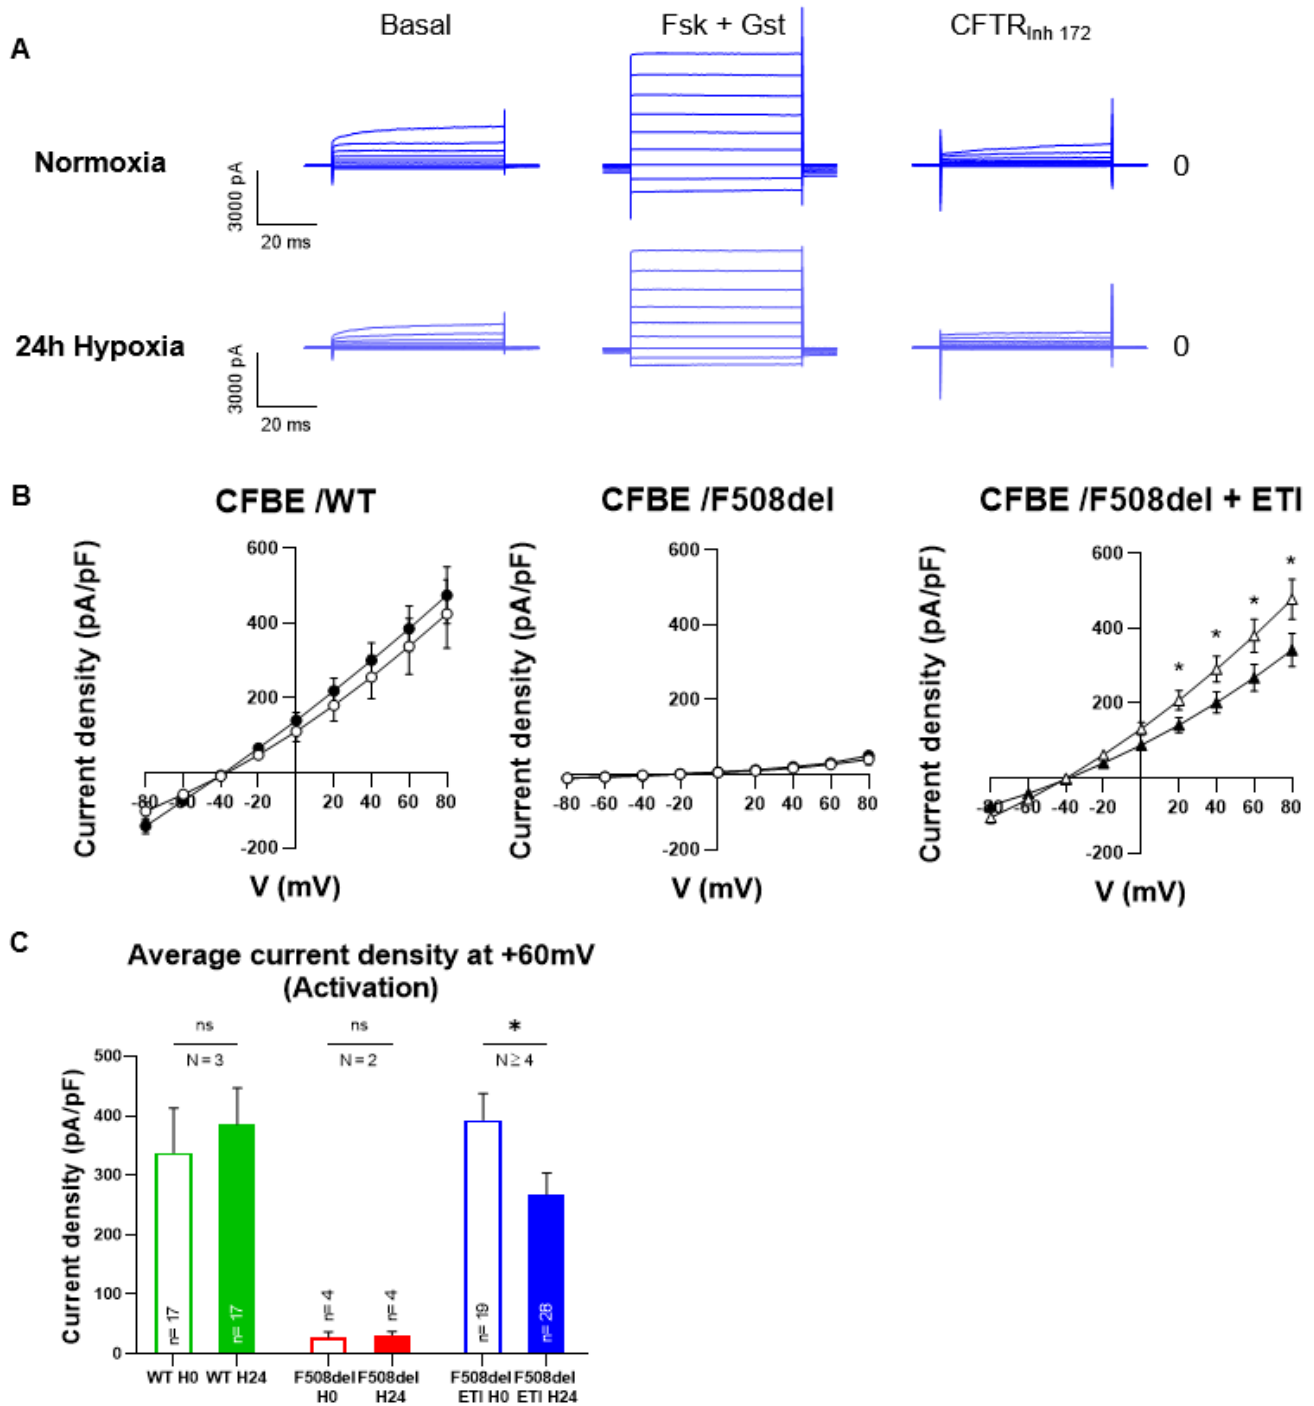 A
Basal
Fsk + Gst
CFTRInh 172
Normoxia
3000 pA
20 ms
0
24h Hypoxia
3000 pA
20 ms
0
B
CFBE /WT
CFBE /F508del
CFBE /F508del + ETI
Current density (pA/pF)
600
400
200
-200
-80 -60 -40 -20 20 40 60 80
V (mV)
Current density (pA/pF)
600
400
200
-200
-80 -60 -40 -20 0 20 40 60 80
V (mV)
Current density (pA/pF)
600
400
200
-200
-80 -60 -40 -20 20 40 60 80
* * * *
V (mV)
C
Average current density at +60mV
(Activation)
ns
ns
*
N = 3
N = 2
N ≥ 4
Current density (pA/pF)
500
400
300
200
100
0
n= 17
n= 17
n= 4
n= 4
n= 19
n= 28
WT H0
WT H24
F508del
H0
F508del
H24
F508del
ETI H0
F508del
ETI H24